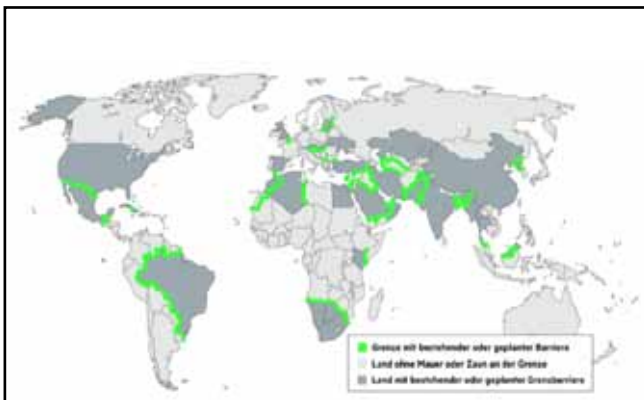 Grenze mit bestehender oder geplanter Barriere
Land ohne Mauer oder Zaun an der Grenze
Land mit bestehender oder geplanter Grenzbarriere